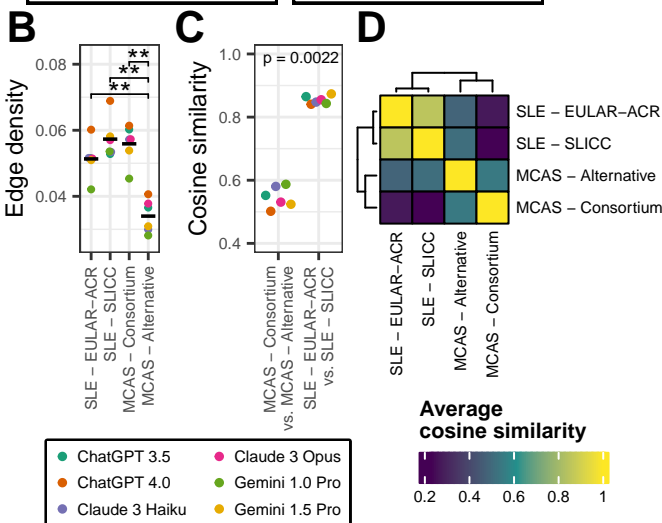 B
Edge density
0.08
0.06
0.04
**
**
**
SLE – EULAR–ACR
SLE – SLICC
MCAS – Consortium
MCAS – Alternative
C
Cosine similarity
1.0
0.8
0.6
0.4
p = 0.0022
MCAS – Consortium
vs. MCAS – Alternative
SLE – EULAR–ACR
vs. SLE – SLICC
D
SLE – EULAR–ACR
SLE – SLICC
MCAS – Alternative
MCAS – Consortium
SLE – EULAR–ACR
SLE – SLICC
MCAS – Alternative
MCAS – Consortium
Average
cosine similarity
0.2 0.4 0.6 0.8 1
ChatGPT 3.5
ChatGPT 4.0
Claude 3 Haiku
Claude 3 Opus
Gemini 1.0 Pro
Gemini 1.5 Pro